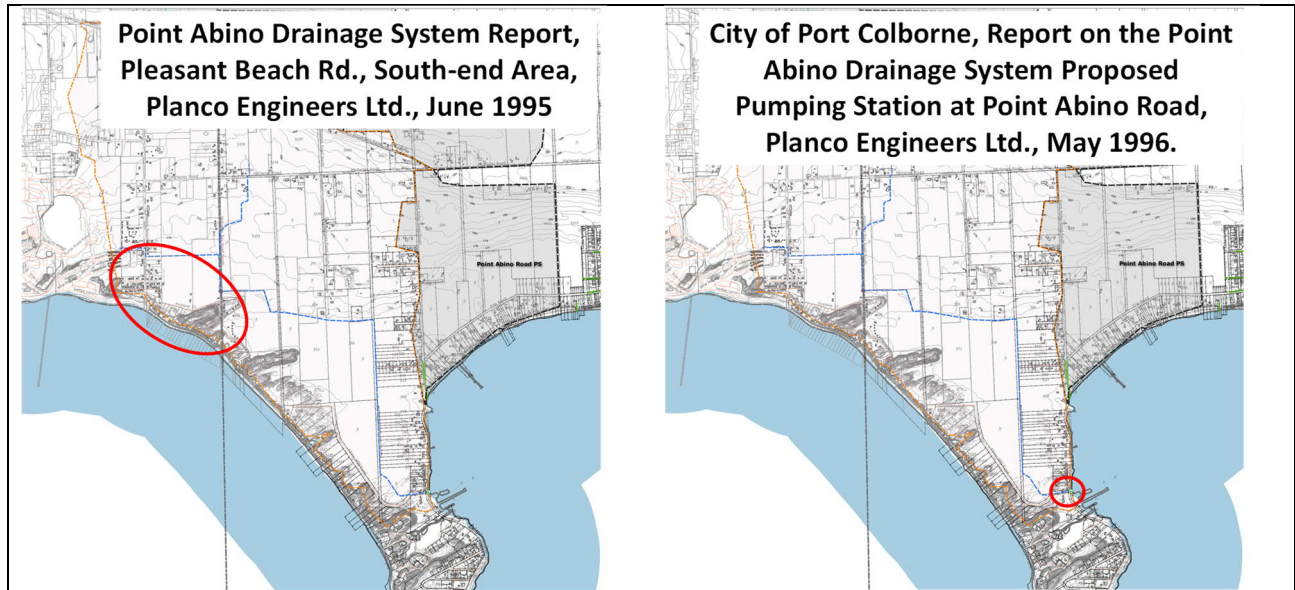 Point Abino Drainage System Report,
Pleasant Beach Rd., South-end Area,
Planco Engineers Ltd., June 1995
Point Abino Road PS
City of Port Colborne, Report on the Point
Abino Drainage System Proposed
Pumping Station at Point Abino Road,
Planco Engineers Ltd., May 1996.
Point Abino Road PS